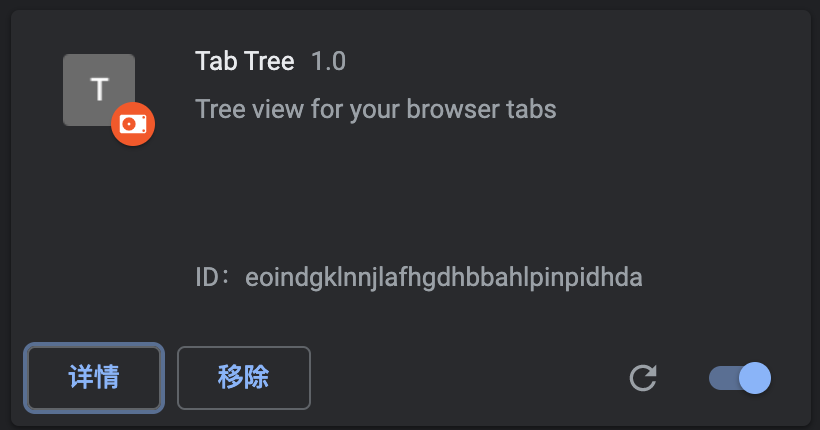 T
Tab Tree 1.0
Tree view for your browser tabs
ID：eoindgklnnjlafhgdhbbahlpinpidhda
详情 移除